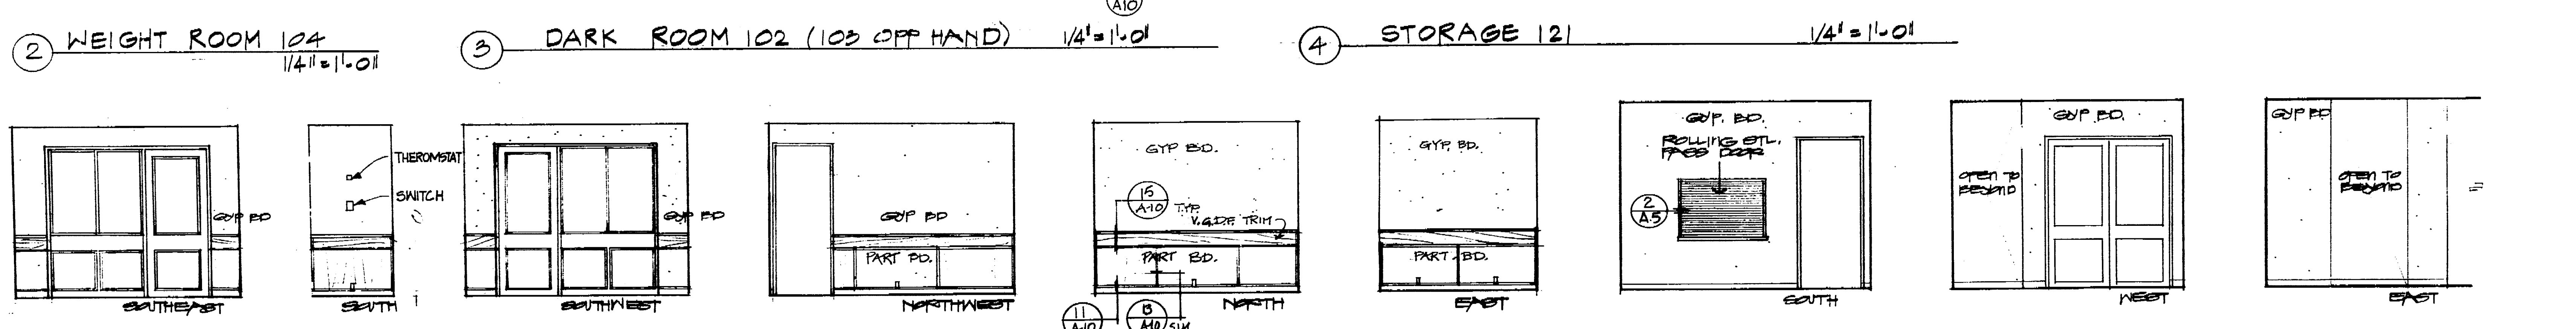 A10
2 WEIGHT ROOM 104
1/4" = 1'-0"
3 DARK ROOM 102 (103 OPP HAND) 1/4" = 1'-0"
4 STORAGE 121 1/4" = 1'-0"
GYP BD
SOUTHEAST
THEROMSTAT
SWITCH
SOUTH
GYP BD
SOUTHWEST
GYP BD
PART BD.
NORTHWEST
GYP BD.
15
A-10
TYP.
V.G.D.F. TRIM
PART BD.
11
A-10
13
A-10
SIM
NORTH
GYP. BD.
PART. BD.
EAST
GYP. BD.
ROLLING STL.
PASS DOOR
2
A.5
SOUTH
GYP BD.
OPEN TO
BEYOND
WEST
GYP BD
OPEN TO
BEYOND
EAST